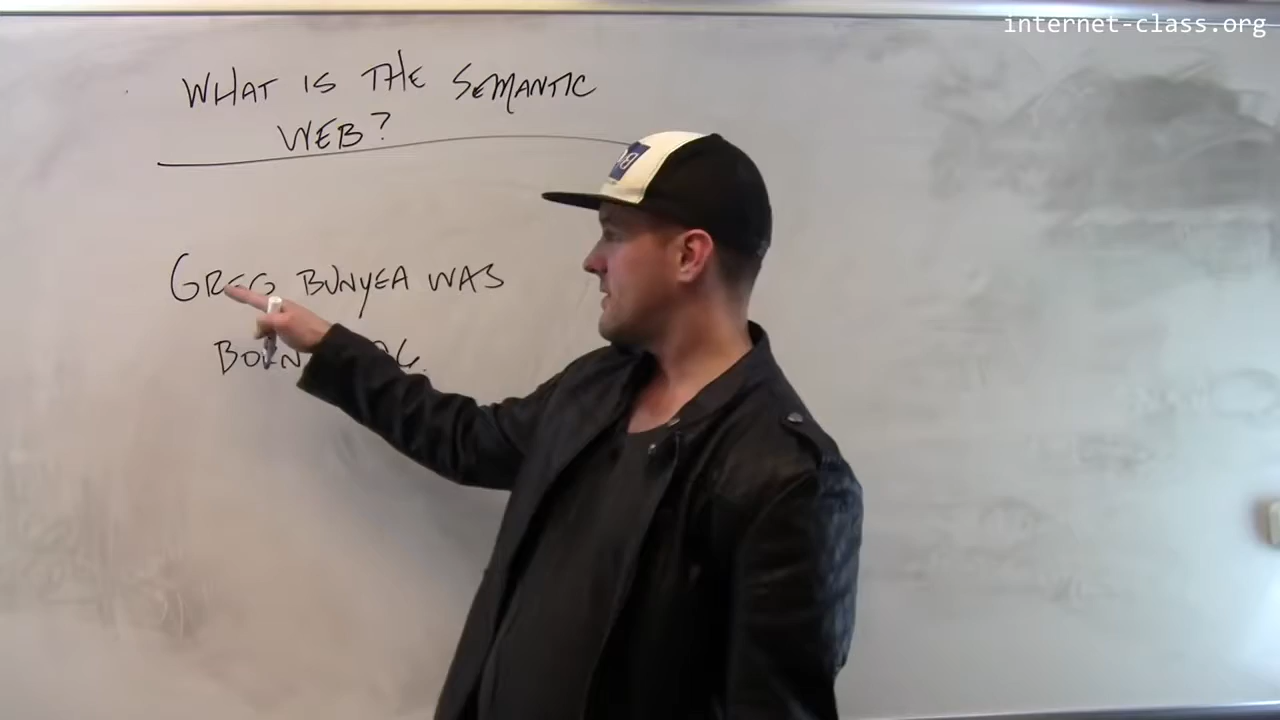 internet-class.org
WHAT IS THE SEMANTIC
WEB?
GREG BUNYEA WAS
BORN